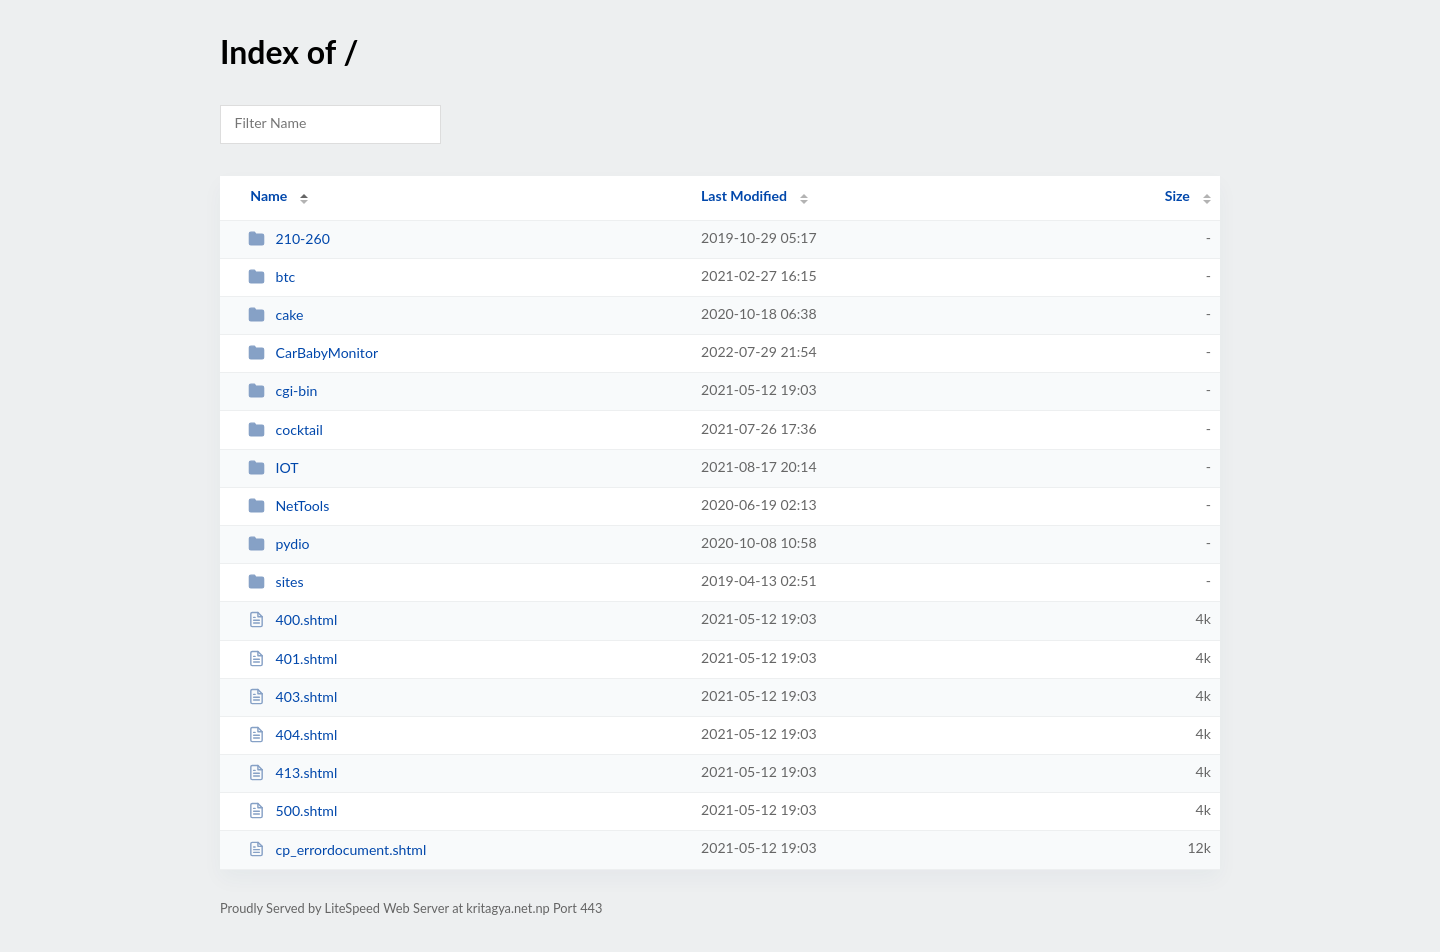 Index of /
Filter Name
Name Last Modified Size
210-260 2019-10-29 05:17 -
btc 2021-02-27 16:15 -
cake 2020-10-18 06:38 -
CarBabyMonitor 2022-07-29 21:54 -
cgi-bin 2021-05-12 19:03 -
cocktail 2021-07-26 17:36 -
IOT 2021-08-17 20:14 -
NetTools 2020-06-19 02:13 -
pydio 2020-10-08 10:58 -
sites 2019-04-13 02:51 -
400.shtml 2021-05-12 19:03 4k
401.shtml 2021-05-12 19:03 4k
403.shtml 2021-05-12 19:03 4k
404.shtml 2021-05-12 19:03 4k
413.shtml 2021-05-12 19:03 4k
500.shtml 2021-05-12 19:03 4k
cp_errordocument.shtml 2021-05-12 19:03 12k
Proudly Served by LiteSpeed Web Server at kritagya.net.np Port 443